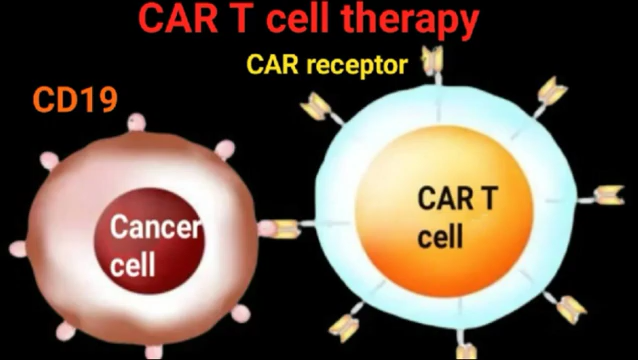 CAR T cell therapy
CAR receptor
CD19
Cancer
cell
CAR T
cell